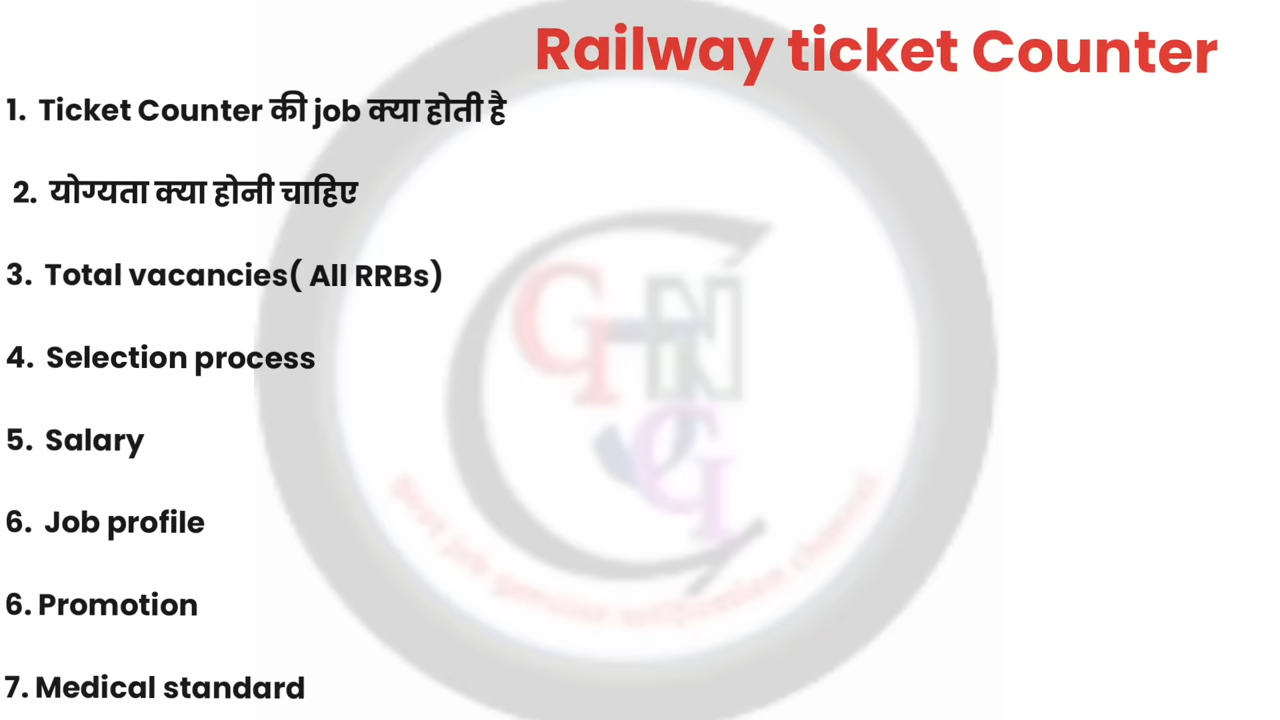 Railway ticket Counter
1. Ticket Counter की job क्या होती है
2. योग्यता क्या होनी चाहिए
3. Total vacancies( All RRBs)
4. Selection process
5. Salary
6. Job profile
6. Promotion
7. Medical standard